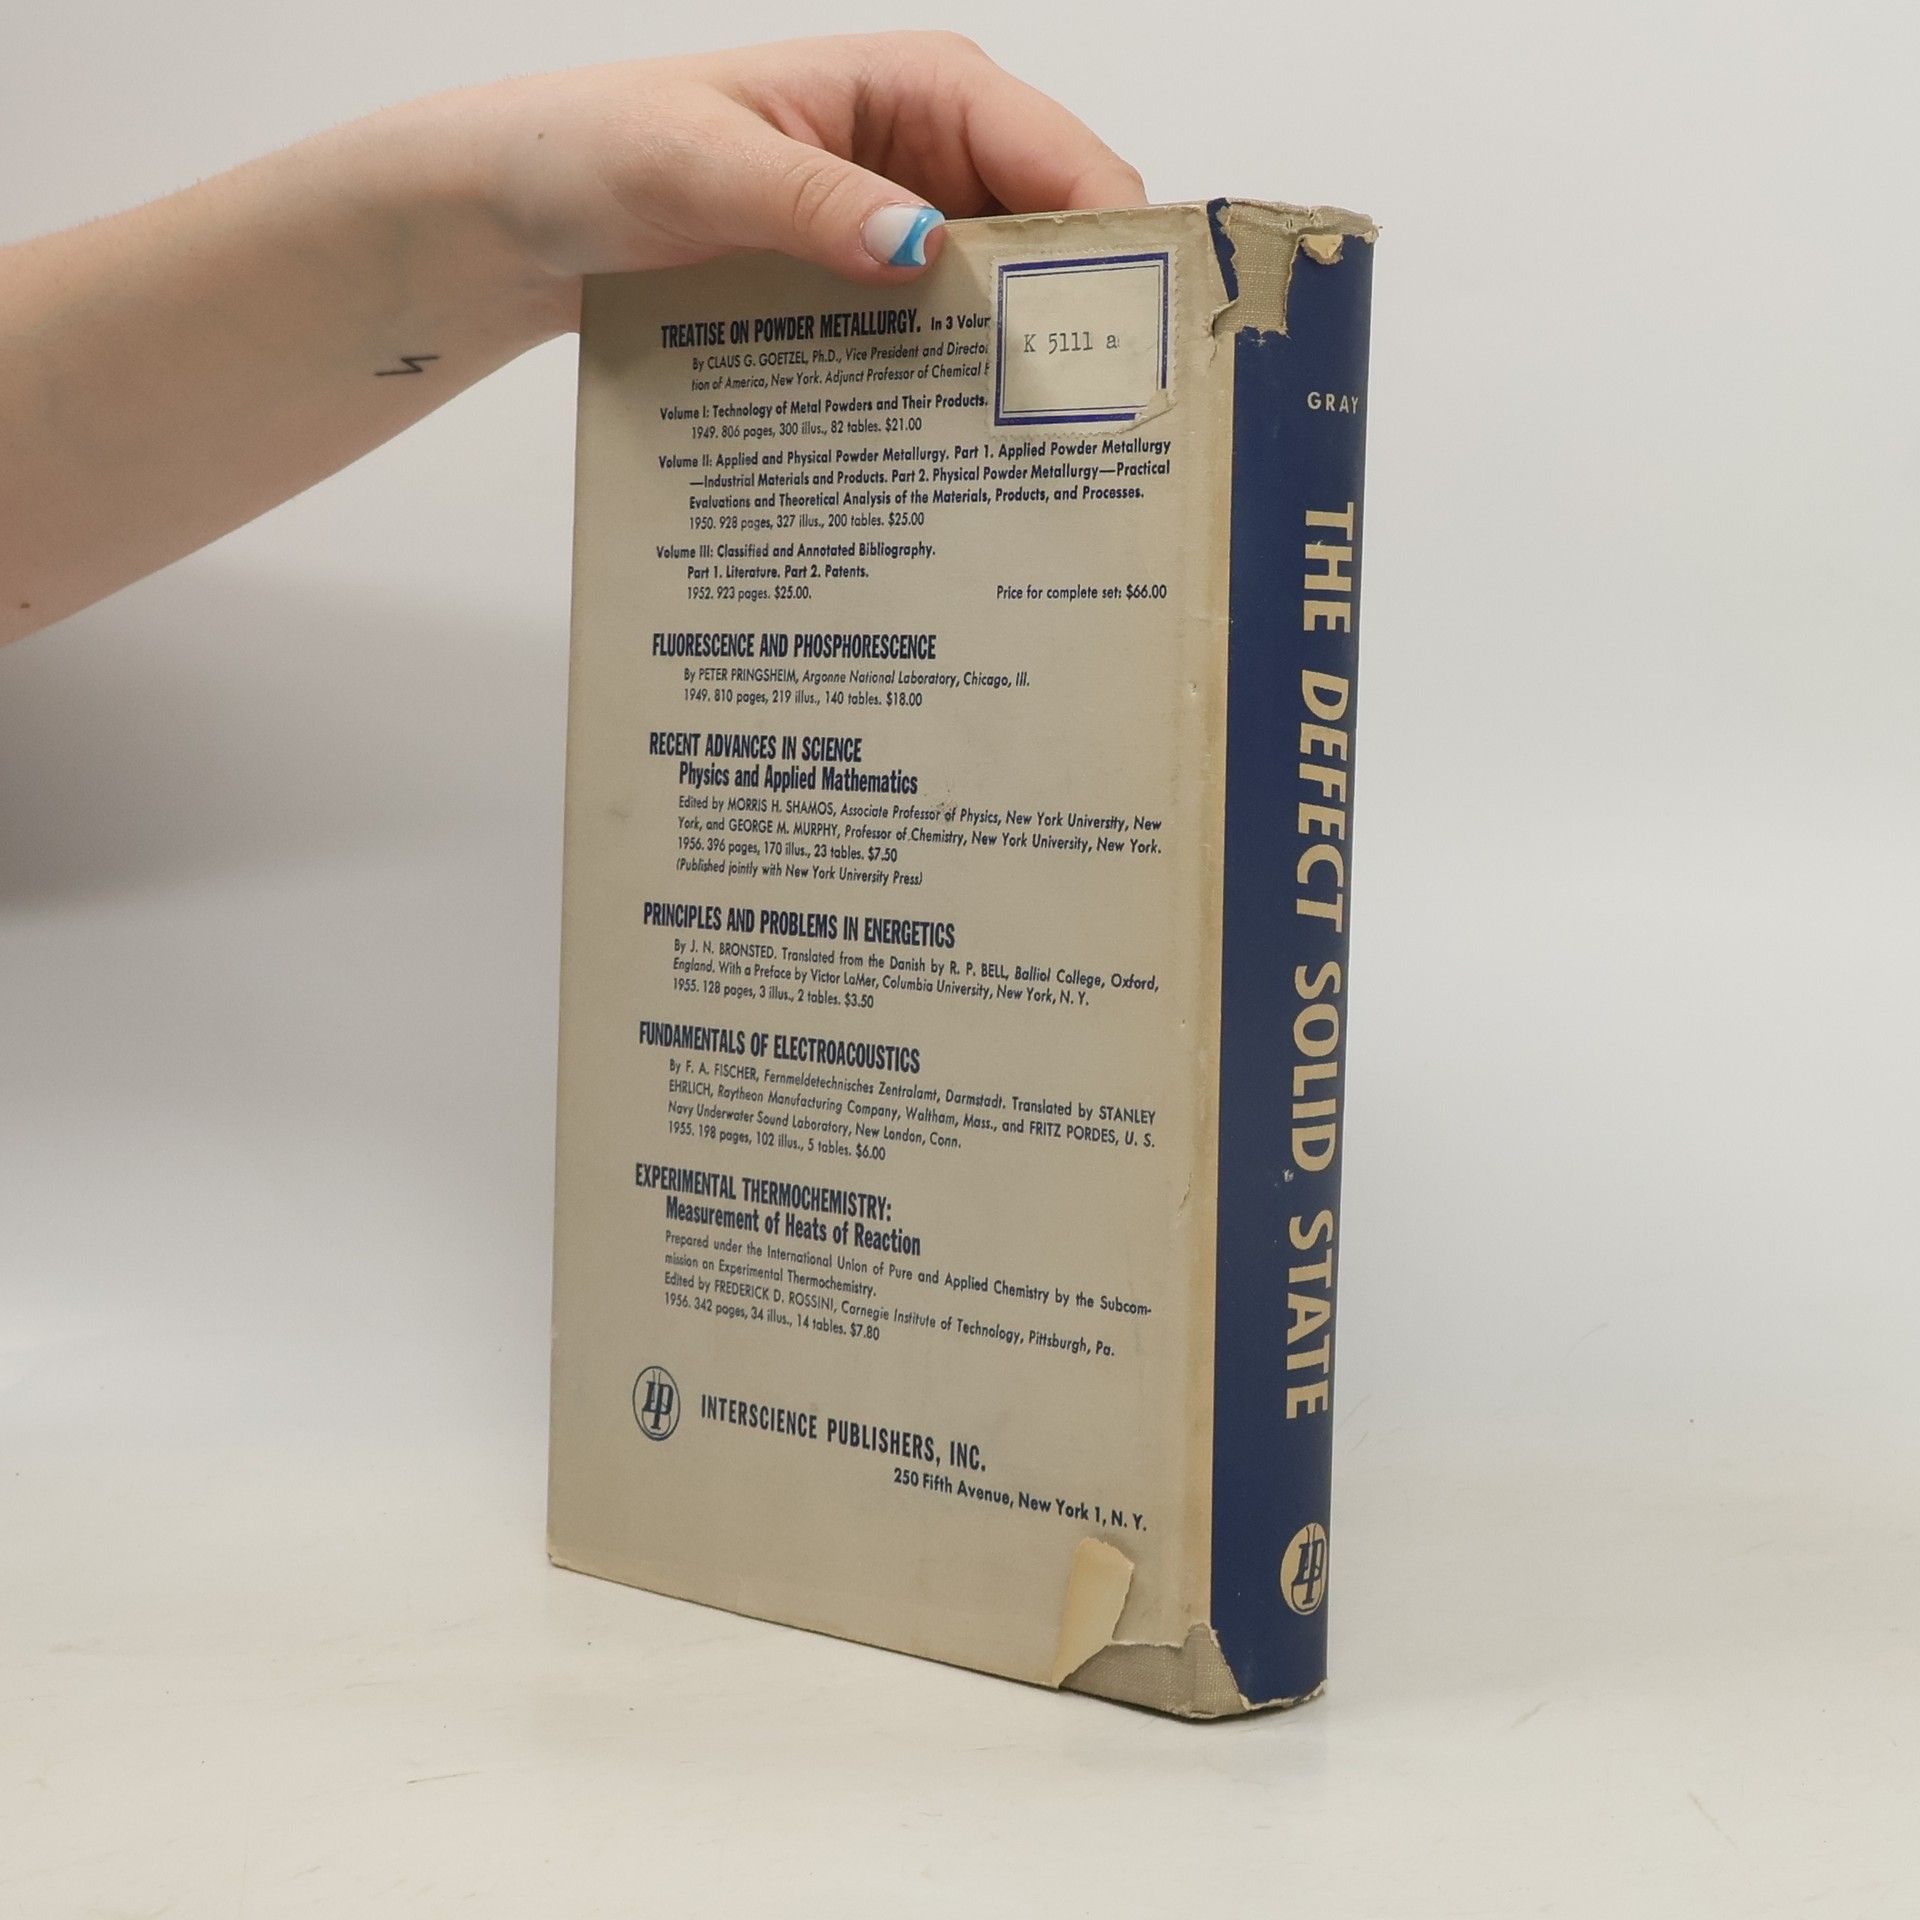 TREATISE ON POWDER METALLURGY. In 3
By CLAUS G. GOETZEL, Ph.D., Vice President and
tion of America, New York. Adjunct Professor of Chemical
Volume I: Technology of Metal Powders and Their Products.
1949. 806 pages, 300 illus., 82 tables. $21.00
Volume II: Applied and Physical Powder Metallurgy. Part 1. Applied Powder Metallurgy
—Industrial Materials and Products. Part 2. Physical Powder Metallurgy—Practical
Evaluations and Theoretical Analysis of the Materials, Products, and Processes.
1950. 928 pages, 327 illus., 200 tables. $25.00
Volume III: Classified and Annotated Bibliography.
Part 1. Literature. Part 2. Patents.
1952. 923 pages. $25.00. Price for complete set: $66.00
FLUORESCENCE AND PHOSPHORESCENCE
By PETER PRINGSHEIM, Argonne National Laboratory, Chicago, Ill.
1949. 810 pages, 219 illus., 140 tables. $18.00
RECENT ADVANCES IN SCIENCE
Physics and Applied Mathematics
Edited by MORRIS H. SHAMOS, Associate Professor of Physics, New York University, New
York, and GEORGE M. MURPHY, Professor of Chemistry, New York University, New York.
1956. 396 pages, 170 illus., 23 tables. $7.50
(Published jointly with New York University Press)
PRINCIPLES AND PROBLEMS IN ENERGETICS
By J. N. BRONSTED. Translated from the Danish by R. P. BELL, Balliol College, Oxford,
England. With a Preface by Victor LaMer, Columbia University, New York, N. Y.
1955. 128 pages, 3 illus., 2 tables. $3.50
FUNDAMENTALS OF ELECTROACOUSTICS
By F. A. FISCHER, Fernmeldetechnisches Zentralamt, Darmstadt. Translated by STANLEY
EHRLICH, Raytheon Manufacturing Company, Waltham, Mass., and FRITZ PORDES, U. S.
Navy Underwater Sound Laboratory, New London, Conn.
1955. 198 pages, 102 illus., 5 tables. $6.00
EXPERIMENTAL THERMOCHEMISTRY:
Measurement of Heats of Reaction
Prepared under the International Union of Pure and Applied Chemistry by the Subcom-
mission on Experimental Thermochemistry.
Edited by FREDERICK D. ROSSINI, Carnegie Institute of Technology, Pittsburgh, Pa.
1956. 342 pages, 34 illus., 14 tables. $7.80
IP INTERSCIENCE PUBLISHERS, INC.
250 Fifth Avenue, New York 1, N. Y.
K 5111 a
GRAY
THE DEFECT SOLID STATE
IP